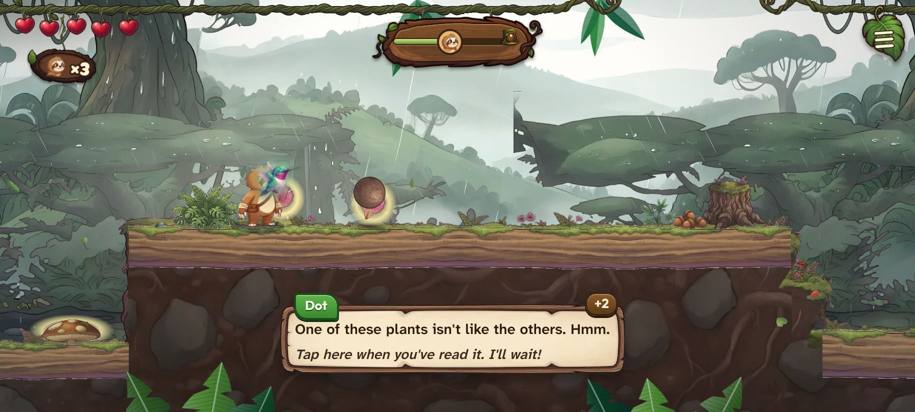 ×3
Dot
+2
One of these plants isn't like the others. Hmm.
Tap here when you've read it. I'll wait!